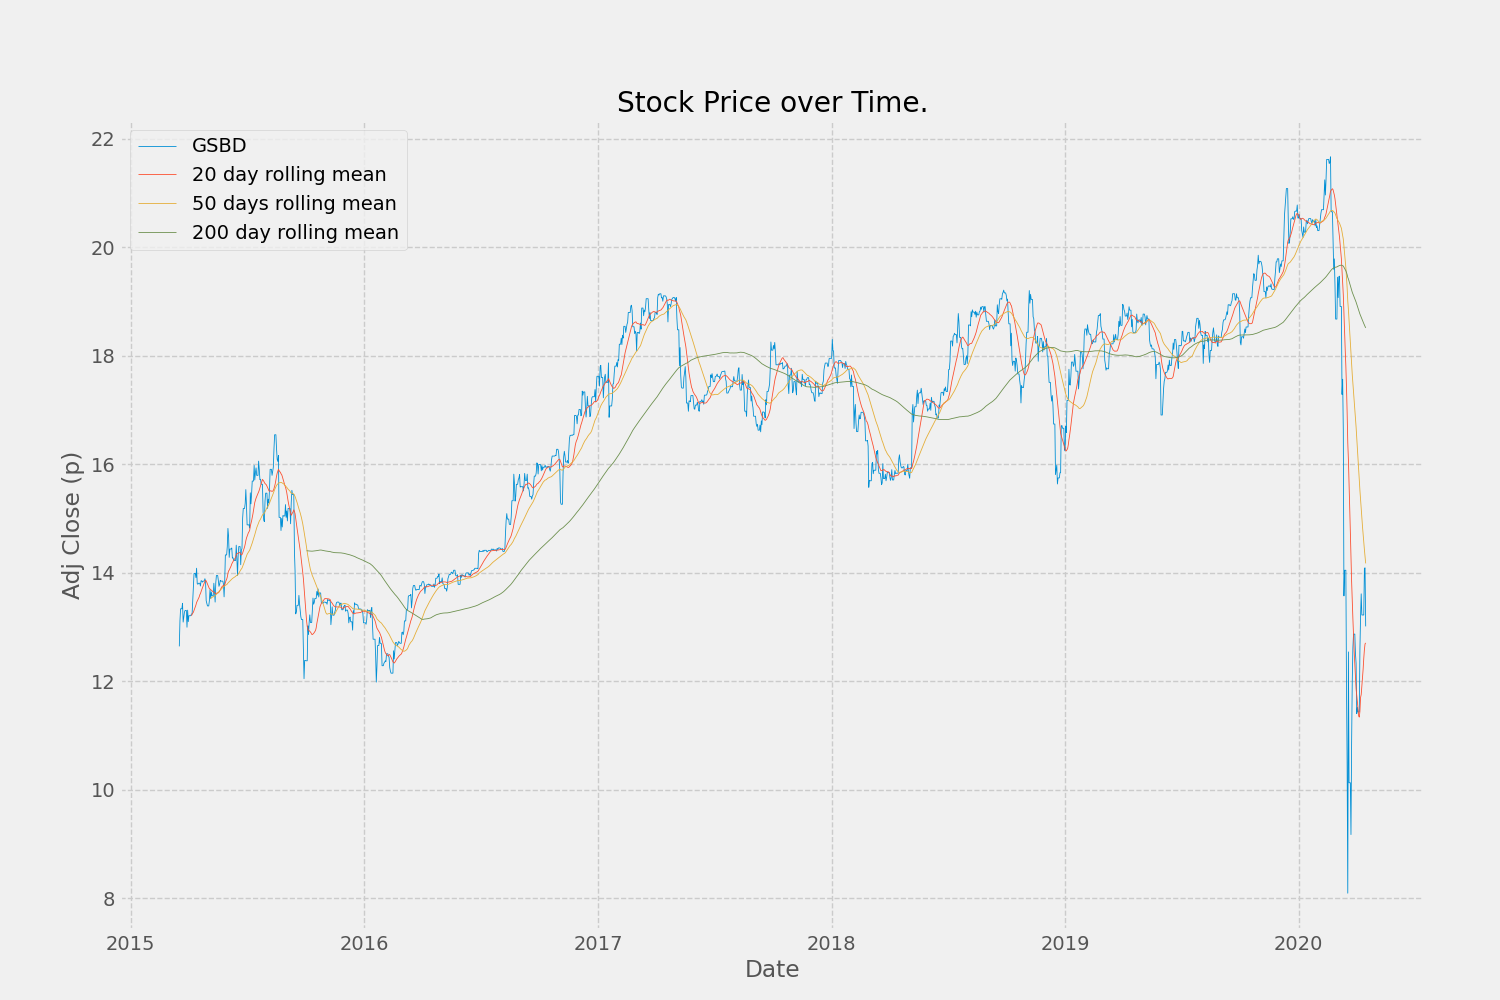 Stock Price over Time.
GSBD
20 day rolling mean
50 days rolling mean
200 day rolling mean
Adj Close (p)
22
20
18
16
14
12
10
8
2015 2016 2017 2018 2019 2020
Date